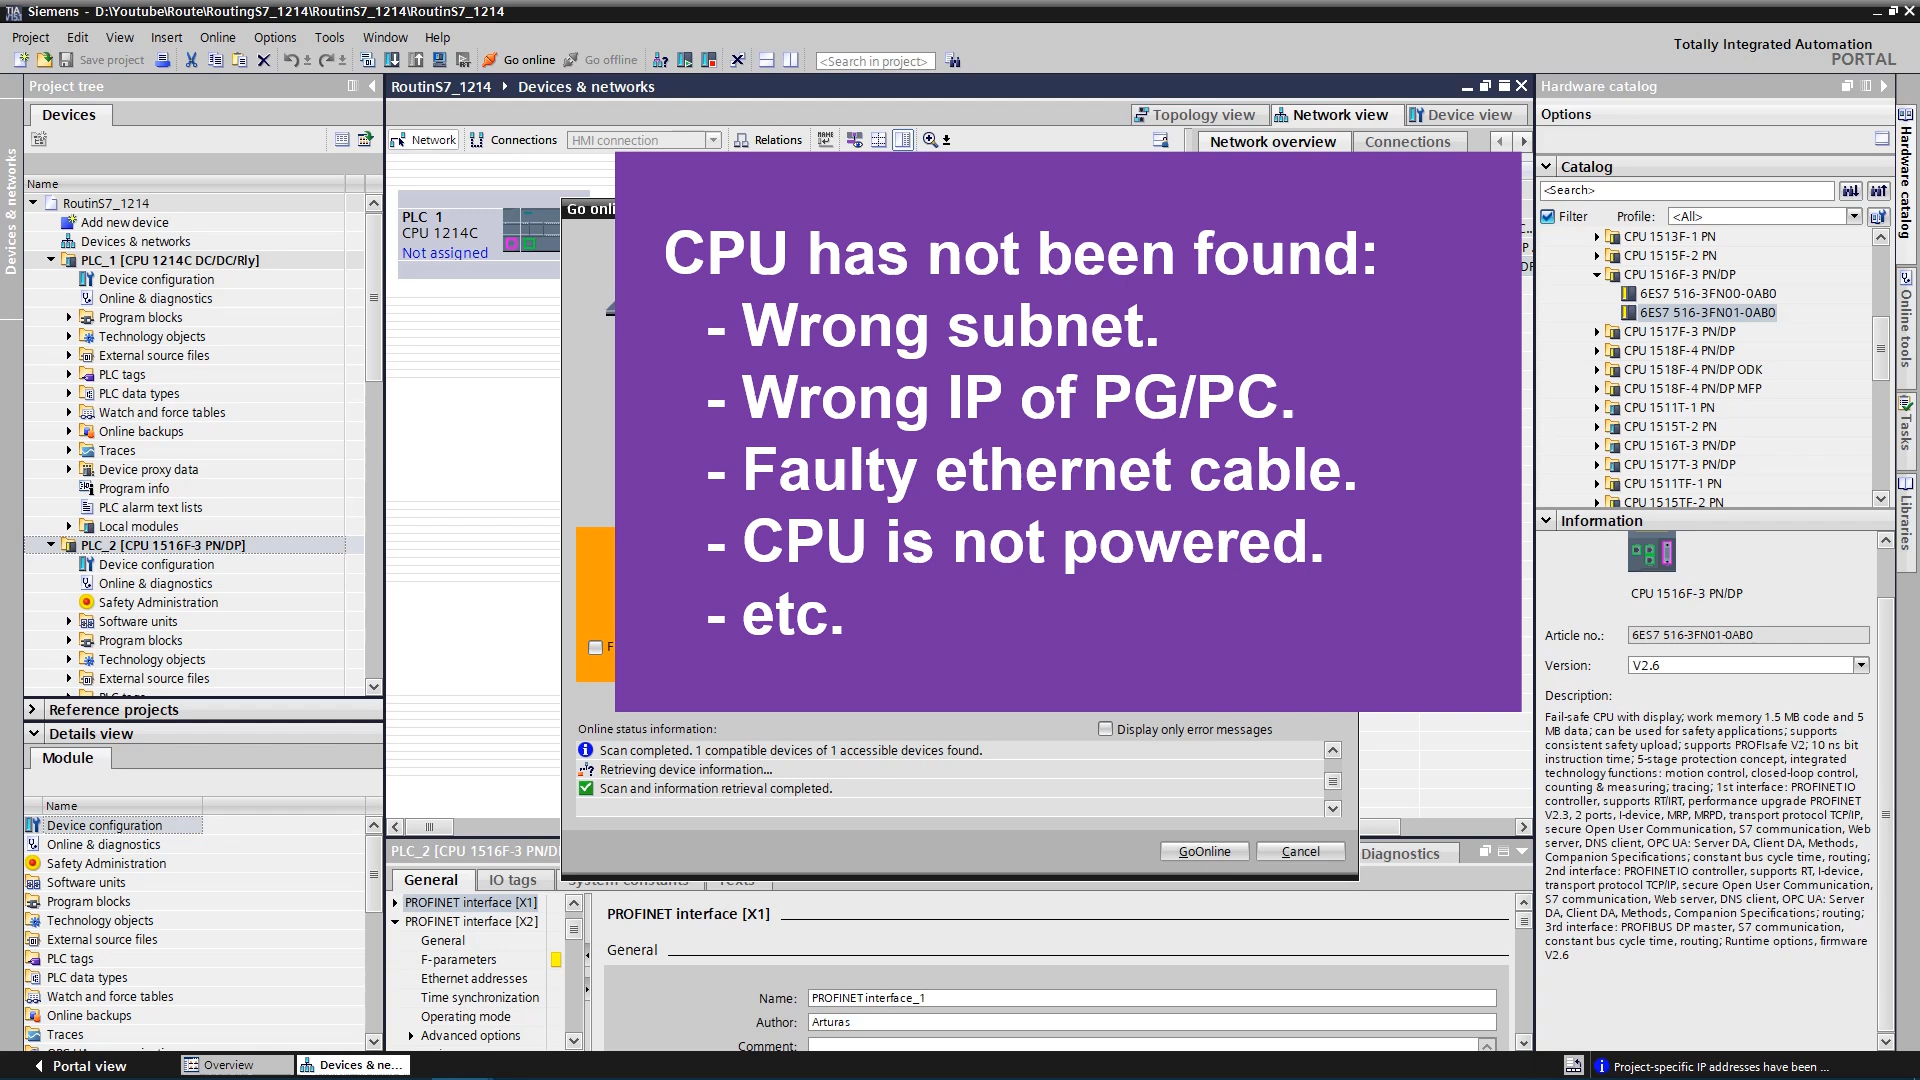 Siemens - D:\Youtube\Route\RoutingS7_1214\RoutinS7_1214\RoutinS7_1214
Project Edit View Insert Online Options Tools Window Help
Totally Integrated Automation
PORTAL
Save project
Go online
Go offline
<Search in project>
Project tree
RoutinS7_1214 Devices & networks
Hardware catalog
Devices
Topology view Network view Device view
Options
Network Connections HMI connection Relations
Network overview Connections
Devices & networks
Name
RoutinS7_1214
Add new device
Devices & networks
PLC_1 [CPU 1214C DC/DC/Rly]
Device configuration
Online & diagnostics
Program blocks
Technology objects
External source files
PLC tags
PLC data types
Watch and force tables
Online backups
Traces
Device proxy data
Program info
PLC alarm text lists
Local modules
PLC_2 [CPU 1516F-3 PN/DP]
Device configuration
Online & diagnostics
Safety Administration
Software units
Program blocks
Technology objects
External source files
Reference projects
Details view
Module
Name
Device configuration
Online & diagnostics
Safety Administration
Software units
Program blocks
Technology objects
External source files
PLC tags
PLC data types
Watch and force tables
Online backups
Traces
PLC_1
CPU 1214C
Not assigned
Go onli
CPU has not been found:
- Wrong subnet.
- Wrong IP of PG/PC.
- Faulty ethernet cable.
- CPU is not powered.
- etc.
F
Online status information:
Display only error messages
Scan completed. 1 compatible devices of 1 accessible devices found.
Retrieving device information...
Scan and information retrieval completed.
GoOnline Cancel
PLC_2 [CPU 1516F-3 PN/D
Diagnostics
General IO tags System constants Texts
PROFINET interface [X1]
PROFINET interface [X2]
General
F-parameters
Ethernet addresses
Time synchronization
Operating mode
Advanced options
PROFINET interface [X1]
General
Name: PROFINET interface_1
Author: Arturas
Comment:
Catalog
<Search>
Filter Profile: <All>
CPU 1513F-1 PN
CPU 1515F-2 PN
CPU 1516F-3 PN/DP
6ES7 516-3FN00-0AB0
6ES7 516-3FN01-0AB0
CPU 1517F-3 PN/DP
CPU 1518F-4 PN/DP
CPU 1518F-4 PN/DP ODK
CPU 1518F-4 PN/DP MFP
CPU 1511T-1 PN
CPU 1515T-2 PN
CPU 1516T-3 PN/DP
CPU 1517T-3 PN/DP
CPU 1511TF-1 PN
CPU 1515TF-2 PN
Information
CPU 1516F-3 PN/DP
Article no.: 6ES7 516-3FN01-0AB0
Version: V2.6
Description:
Fail-safe CPU with display; work memory 1.5 MB code and 5
MB data; can be used for safety applications; supports
consistent safety upload; supports PROFIsafe V2; 10 ns bit
instruction time; 5-stage protection concept, integrated
technology functions: motion control, closed-loop control,
counting & measuring; tracing; 1st interface: PROFINET IO
controller, supports RT/IRT, performance upgrade PROFINET
V2.3, 2 ports, I-device, MRP, MRPD, transport protocol TCP/IP,
secure Open User Communication, S7 communication, Web
server, DNS client, OPC UA: Server DA, Client DA, Methods,
Companion Specifications; constant bus cycle time, routing;
2nd interface: PROFINET IO controller, supports RT, I-device,
transport protocol TCP/IP, secure Open User Communication,
S7 communication, Web server, DNS client, OPC UA: Server
DA, Client DA, Methods, Companion Specifications; routing;
3rd interface: PROFIBUS DP master, S7 communication,
constant bus cycle time, routing; Runtime options, firmware
V2.6
Hardware catalog
Online tools
Tasks
Libraries
Portal view
Overview
Devices & ne...
Project-specific IP addresses have been ...